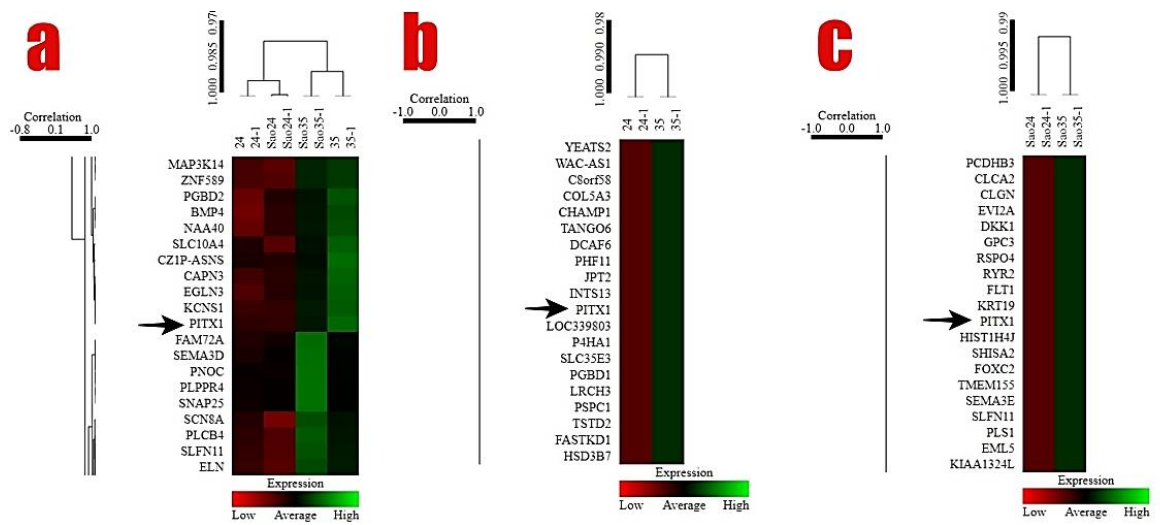 a
0.97
0.985
1.000
Correlation
-0.8 0.1 1.0
24
24-1
Sao24
Sao24-1
Sao35
Sao35-1
35
35-1
MAP3K14
ZNF589
PGBD2
BMP4
NAA40
SLC10A4
CZ1P-ASNS
CAPN3
EGLN3
KCNS1
PITX1
FAM72A
SEMA3D
PNOC
PLPPR4
SNAP25
SCN8A
PLCB4
SLFN11
ELN
Expression
Low Average High
b
0.98
0.990
1.000
Correlation
-1.0 0.0 1.0
24
24-1
35
35-1
YEATS2
WAC-AS1
C8orf58
COL5A3
CHAMP1
TANGO6
DCAF6
PHF11
JPT2
INTS13
PITX1
LOC339803
P4HA1
SLC35E3
PGBD1
LRCH3
PSPC1
TSTD2
FASTKD1
HSD3B7
Expression
Low Average High
c
0.99
0.995
1.000
Correlation
-1.0 0.0 1.0
Sao24
Sao24-1
Sao35
Sao35-1
PCDHB3
CLCA2
CLGN
EVI2A
DKK1
GPC3
RSPO4
RYR2
FLT1
KRT19
PITX1
HIST1H4J
SHISA2
FOXC2
TMEM155
SEMA3E
SLFN11
PLS1
EML5
KIAA1324L
Expression
Low Average High